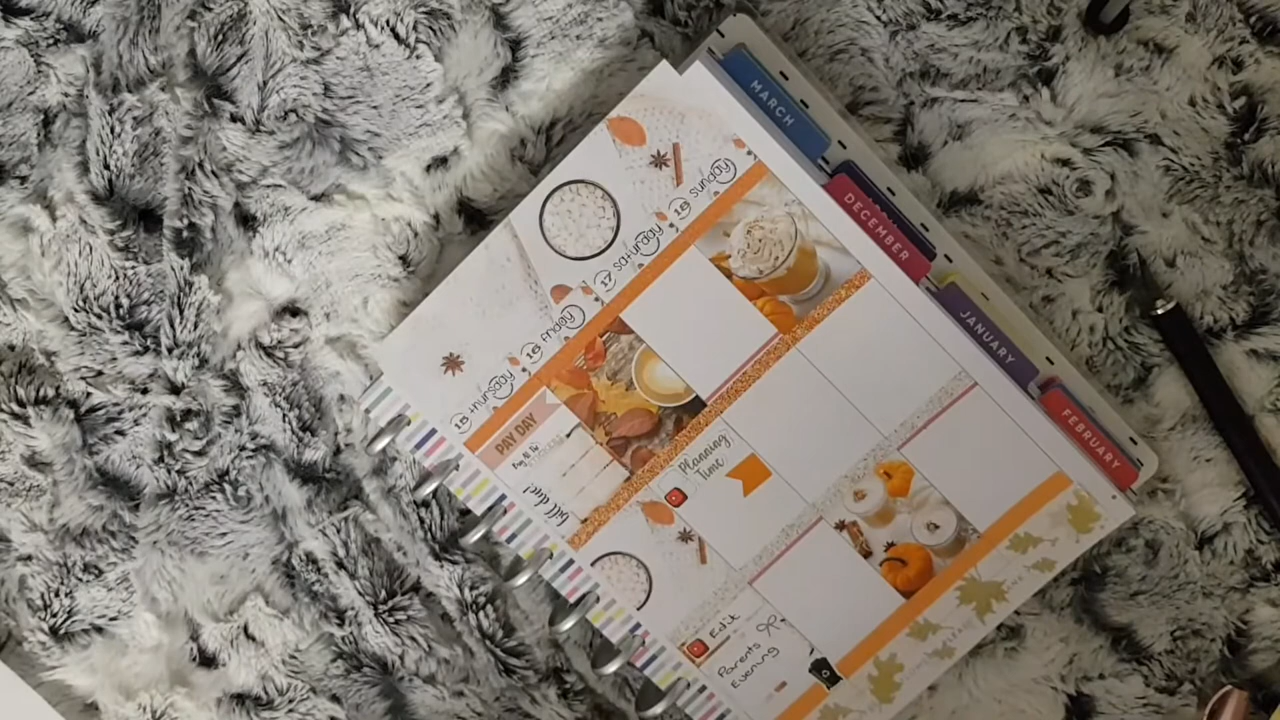 MARCH
DECEMBER
JANUARY
FEBRUARY
15 thursday
16 friday
17 saturday
18 sunday
PAY DAY
bill due!
Planning
Time
Edit
Parents
Evening